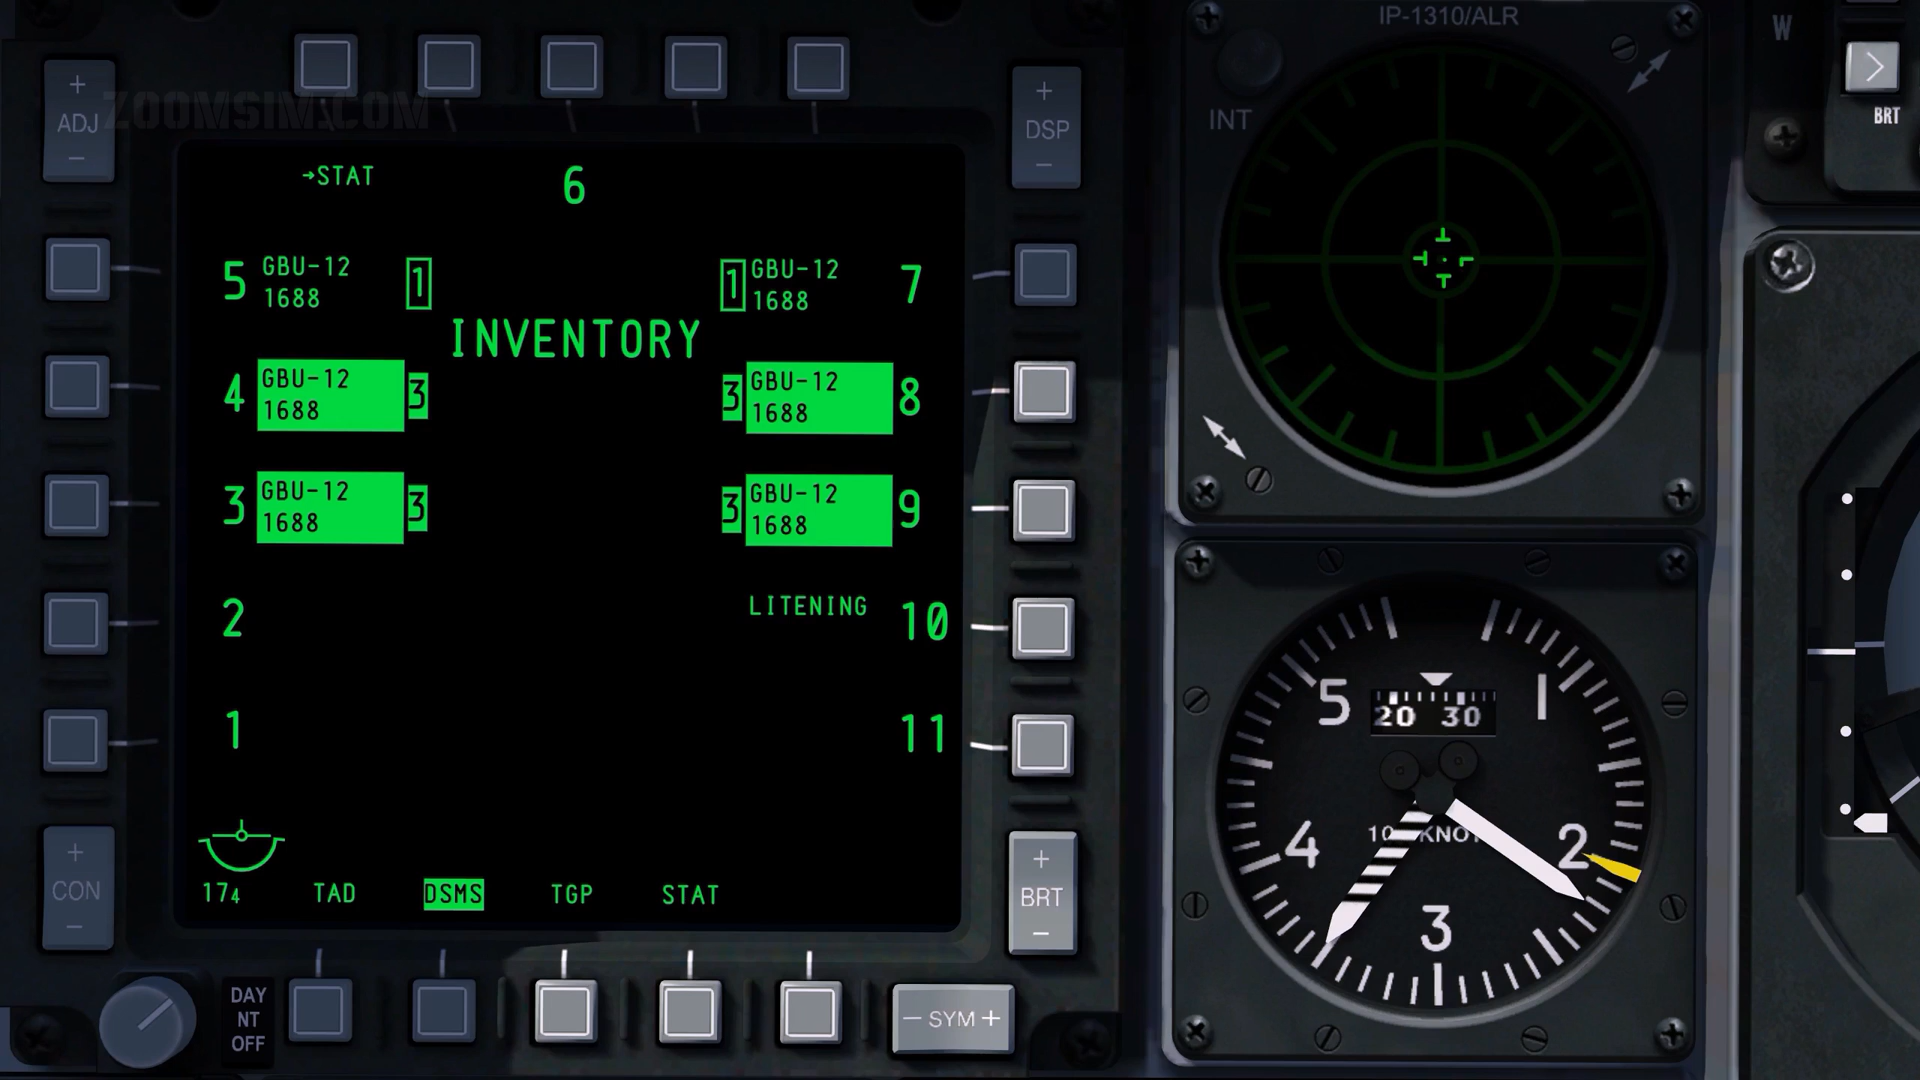 IP-1310/ALR
W
+
ADJ
-
ZOOMSIM.COM
+
DSP
-
INT
BRT
→STAT
6
5 GBU-12 1
1688
1 GBU-12 7
1688
INVENTORY
4 GBU-12 3
1688
3 GBU-12 8
1688
3 GBU-12 3
1688
3 GBU-12 9
1688
2
LITENING 10
1
11
174 TAD DSMS TGP STAT
+
CON
-
+
BRT
-
DAY
NT
OFF
- SYM +
5 20 30 1
4 2
3